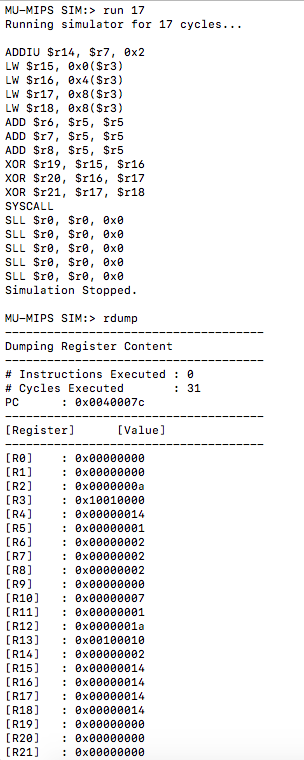 MU-MIPS SIM:> run 17
Running simulator for 17 cycles...
ADDIU $r14, $r7, 0x2
LW $r15, 0x0($r3)
LW $r16, 0x4($r3)
LW $r17, 0x8($r3)
LW $r18, 0x8($r3)
ADD $r6, $r5, $r5
ADD $r7, $r5, $r5
ADD $r8, $r5, $r5
XOR $r19, $r15, $r16
XOR $r20, $r16, $r17
XOR $r21, $r17, $r18
SYSCALL
SLL $r0, $r0, 0x0
SLL $r0, $r0, 0x0
SLL $r0, $r0, 0x0
SLL $r0, $r0, 0x0
SLL $r0, $r0, 0x0
Simulation Stopped.
MU-MIPS SIM:> rdump
-------------------------------------
Dumping Register Content
-------------------------------------
# Instructions Executed : 0
# Cycles Executed : 31
PC : 0x0040007c
-------------------------------------
[Register] [Value]
-------------------------------------
[R0] : 0x00000000
[R1] : 0x00000000
[R2] : 0x0000000a
[R3] : 0x10010000
[R4] : 0x00000014
[R5] : 0x00000001
[R6] : 0x00000002
[R7] : 0x00000002
[R8] : 0x00000002
[R9] : 0x00000000
[R10] : 0x00000007
[R11] : 0x00000001
[R12] : 0x0000001a
[R13] : 0x00100010
[R14] : 0x00000002
[R15] : 0x00000014
[R16] : 0x00000014
[R17] : 0x00000014
[R18] : 0x00000014
[R19] : 0x00000000
[R20] : 0x00000000
[R21] : 0x00000000